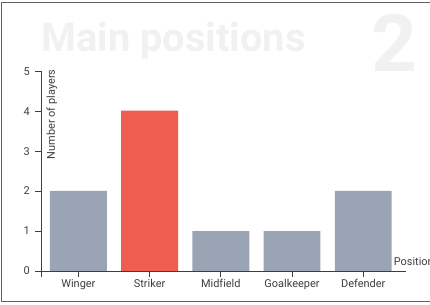 Main positions
2
Number of players
5
4
3
2
1
0
Winger
Striker
Midfield
Goalkeeper
Defender
Position